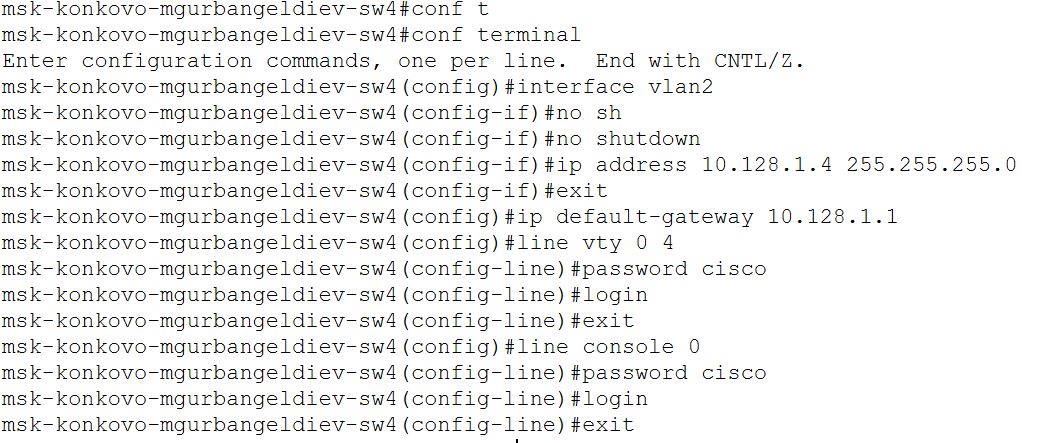 msk-konkovo-mgurbangeldiev-sw4#conf t
msk-konkovo-mgurbangeldiev-sw4#conf terminal
Enter configuration commands, one per line.  End with CNTL/Z.
msk-konkovo-mgurbangeldiev-sw4(config)#interface vlan2
msk-konkovo-mgurbangeldiev-sw4(config-if)#no sh
msk-konkovo-mgurbangeldiev-sw4(config-if)#no shutdown
msk-konkovo-mgurbangeldiev-sw4(config-if)#ip address 10.128.1.4 255.255.255.0
msk-konkovo-mgurbangeldiev-sw4(config-if)#exit
msk-konkovo-mgurbangeldiev-sw4(config)#ip default-gateway 10.128.1.1
msk-konkovo-mgurbangeldiev-sw4(config)#line vty 0 4
msk-konkovo-mgurbangeldiev-sw4(config-line)#password cisco
msk-konkovo-mgurbangeldiev-sw4(config-line)#login
msk-konkovo-mgurbangeldiev-sw4(config-line)#exit
msk-konkovo-mgurbangeldiev-sw4(config)#line console 0
msk-konkovo-mgurbangeldiev-sw4(config-line)#password cisco
msk-konkovo-mgurbangeldiev-sw4(config-line)#login
msk-konkovo-mgurbangeldiev-sw4(config-line)#exit